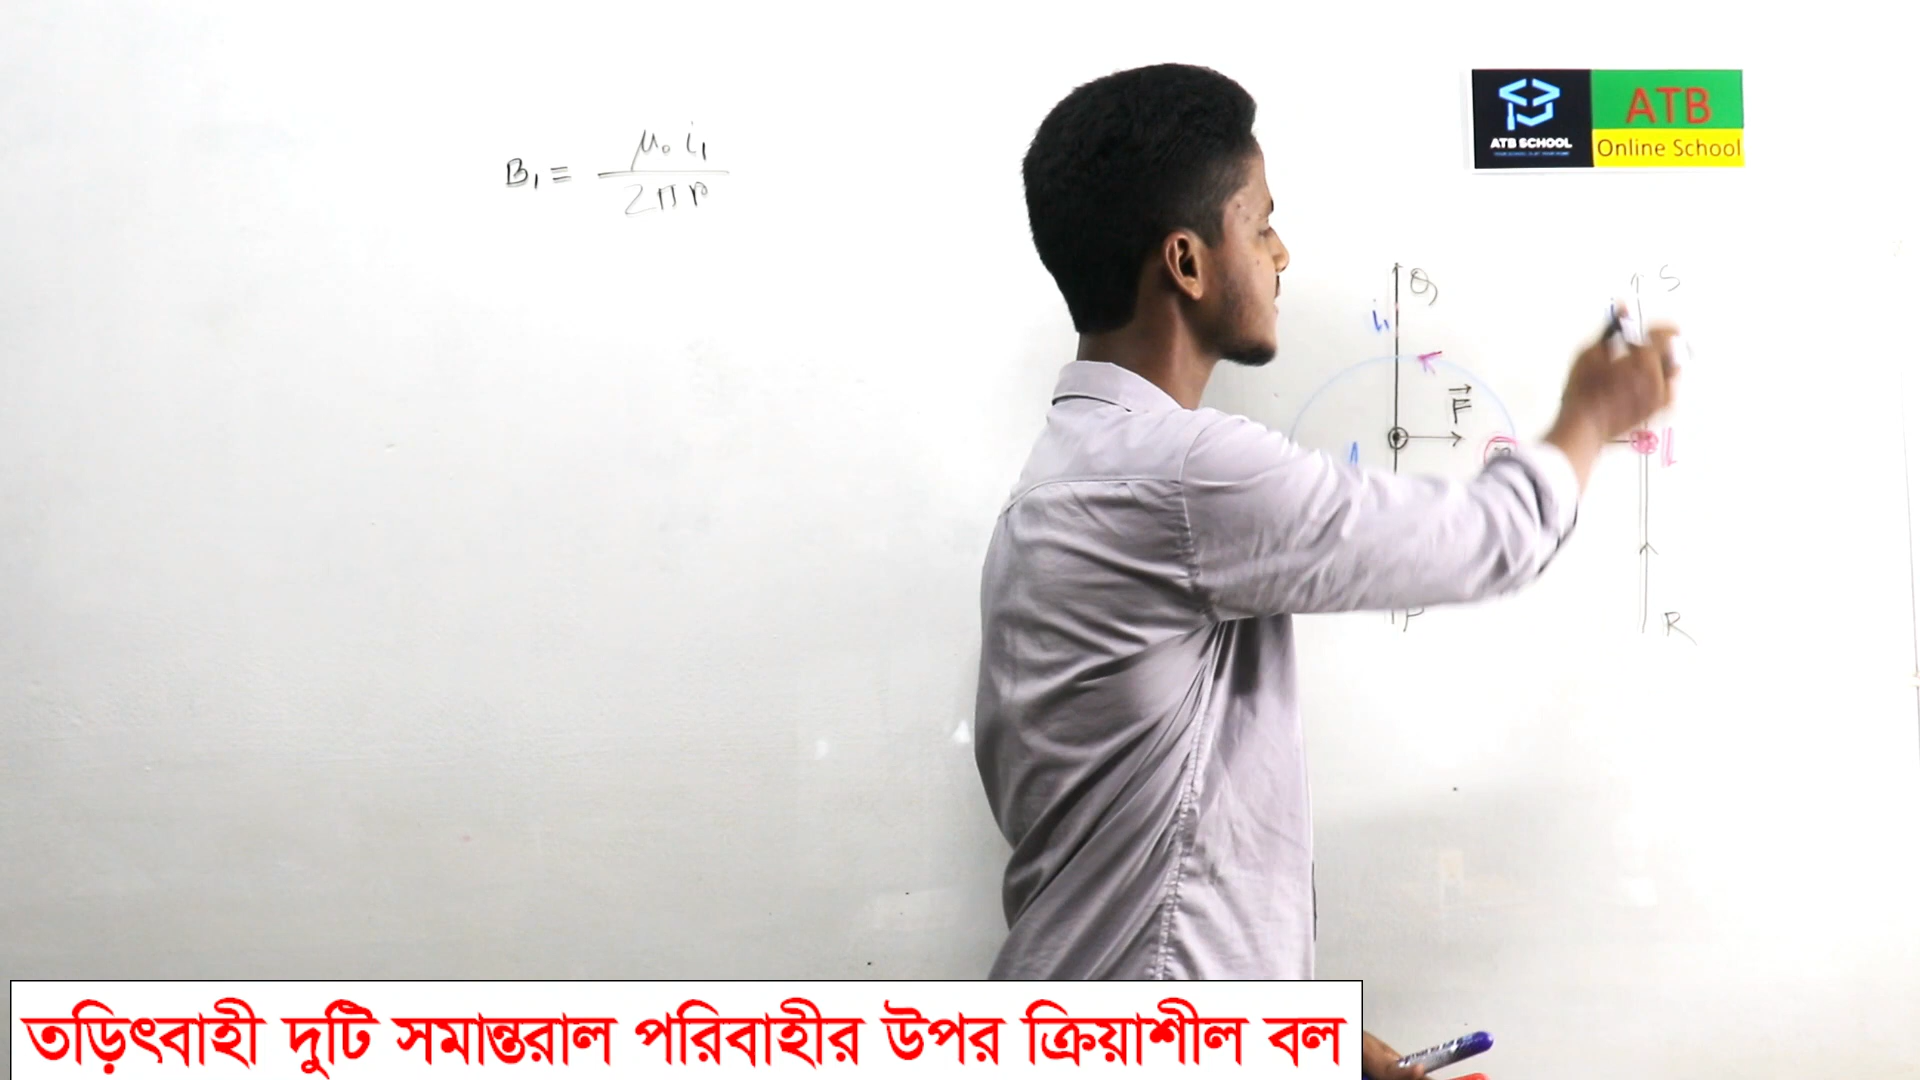 B₁ = μ₀ i₁ / 2πr
ATB SCHOOL
ATB
Online School
Q
S
i₁
F⃗
P
R
তড়িৎবাহী দুটি সমান্তরাল পরিবাহীর উপর ক্রিয়াশীল বল